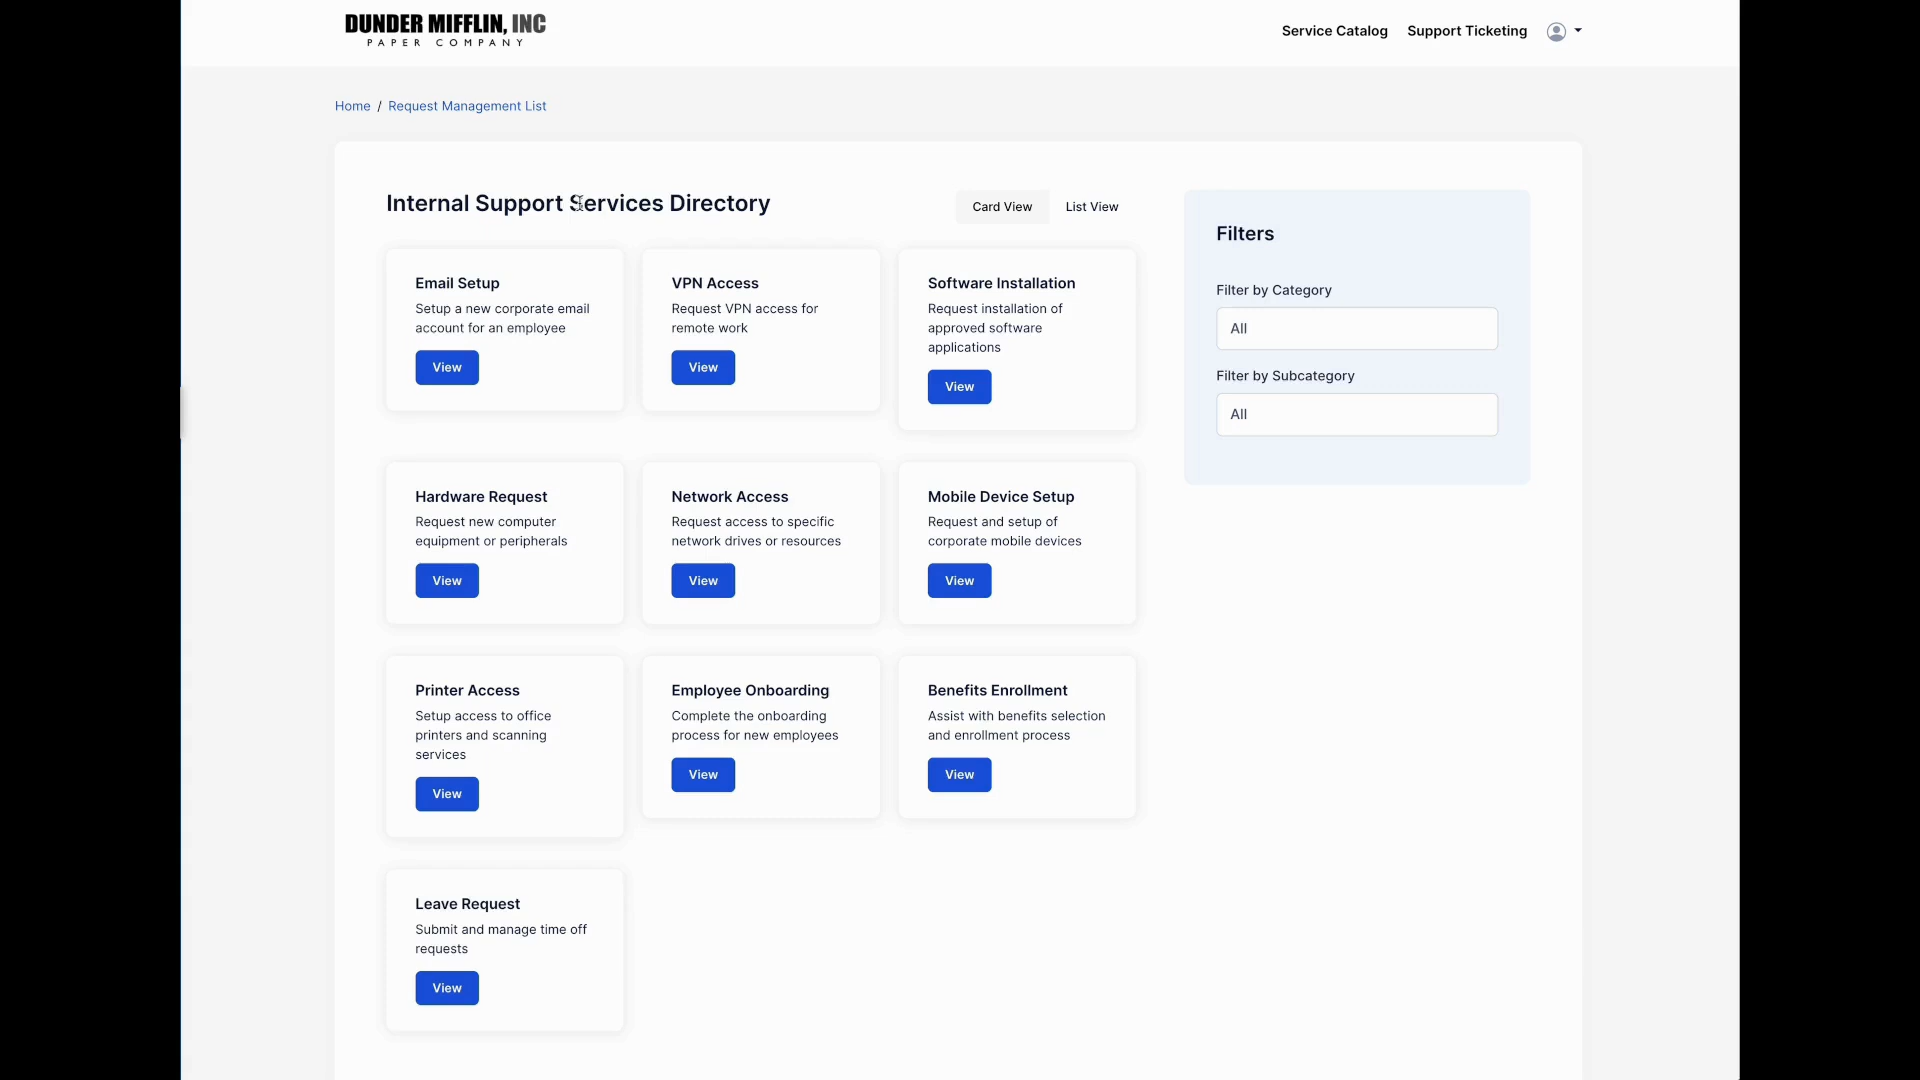 DUNDER MIFFLIN, INC
PAPER COMPANY
Service Catalog
Support Ticketing
Home / Request Management List
Internal Support Services Directory
Card View
List View
Email Setup
Setup a new corporate email
account for an employee
View
VPN Access
Request VPN access for
remote work
View
Software Installation
Request installation of
approved software
applications
View
Hardware Request
Request new computer
equipment or peripherals
View
Network Access
Request access to specific
network drives or resources
View
Mobile Device Setup
Request and setup of
corporate mobile devices
View
Printer Access
Setup access to office
printers and scanning
services
View
Employee Onboarding
Complete the onboarding
process for new employees
View
Benefits Enrollment
Assist with benefits selection
and enrollment process
View
Leave Request
Submit and manage time off
requests
View
Filters
Filter by Category
All
Filter by Subcategory
All